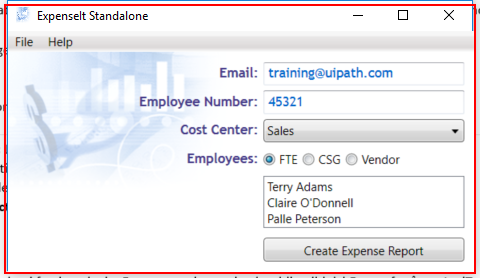 ExpenseIt Standalone
File Help
Email: training@uipath.com
Employee Number: 45321
Cost Center: Sales
Employees: FTE CSG Vendor
Terry Adams
Claire O'Donnell
Palle Peterson
Create Expense Report